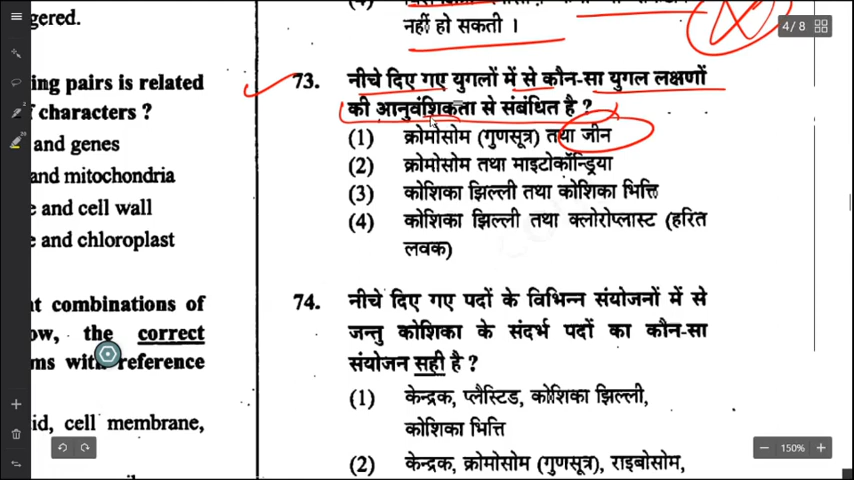 gered.
ing pairs is related
f characters ?
and genes
and mitochondria
e and cell wall
e and chloroplast
nt combinations of
ow, the correct
ms with reference
id, cell membrane,
नहीं हो सकती ।
73. नीचे दिए गए युगलों में से कौन-सा युगल लक्षणों
की आनुवंशिकता से संबंधित है ?
(1) क्रोमोसोम (गुणसूत्र) तथा जीन
(2) क्रोमोसोम तथा माइटोकॉन्ड्रिया
(3) कोशिका झिल्ली तथा कोशिका भित्ति
(4) कोशिका झिल्ली तथा क्लोरोप्लास्ट (हरित
लवक)
74. नीचे दिए गए पदों के विभिन्न संयोजनों में से
जन्तु कोशिका के संदर्भ पदों का कौन-सा
संयोजन सही है ?
(1) केन्द्रक, प्लैस्टिड, कोशिका झिल्ली,
कोशिका भित्ति
(2) केन्द्रक, क्रोमोसोम (गुणसूत्र), राइबोसोम,
4 / 8
150%